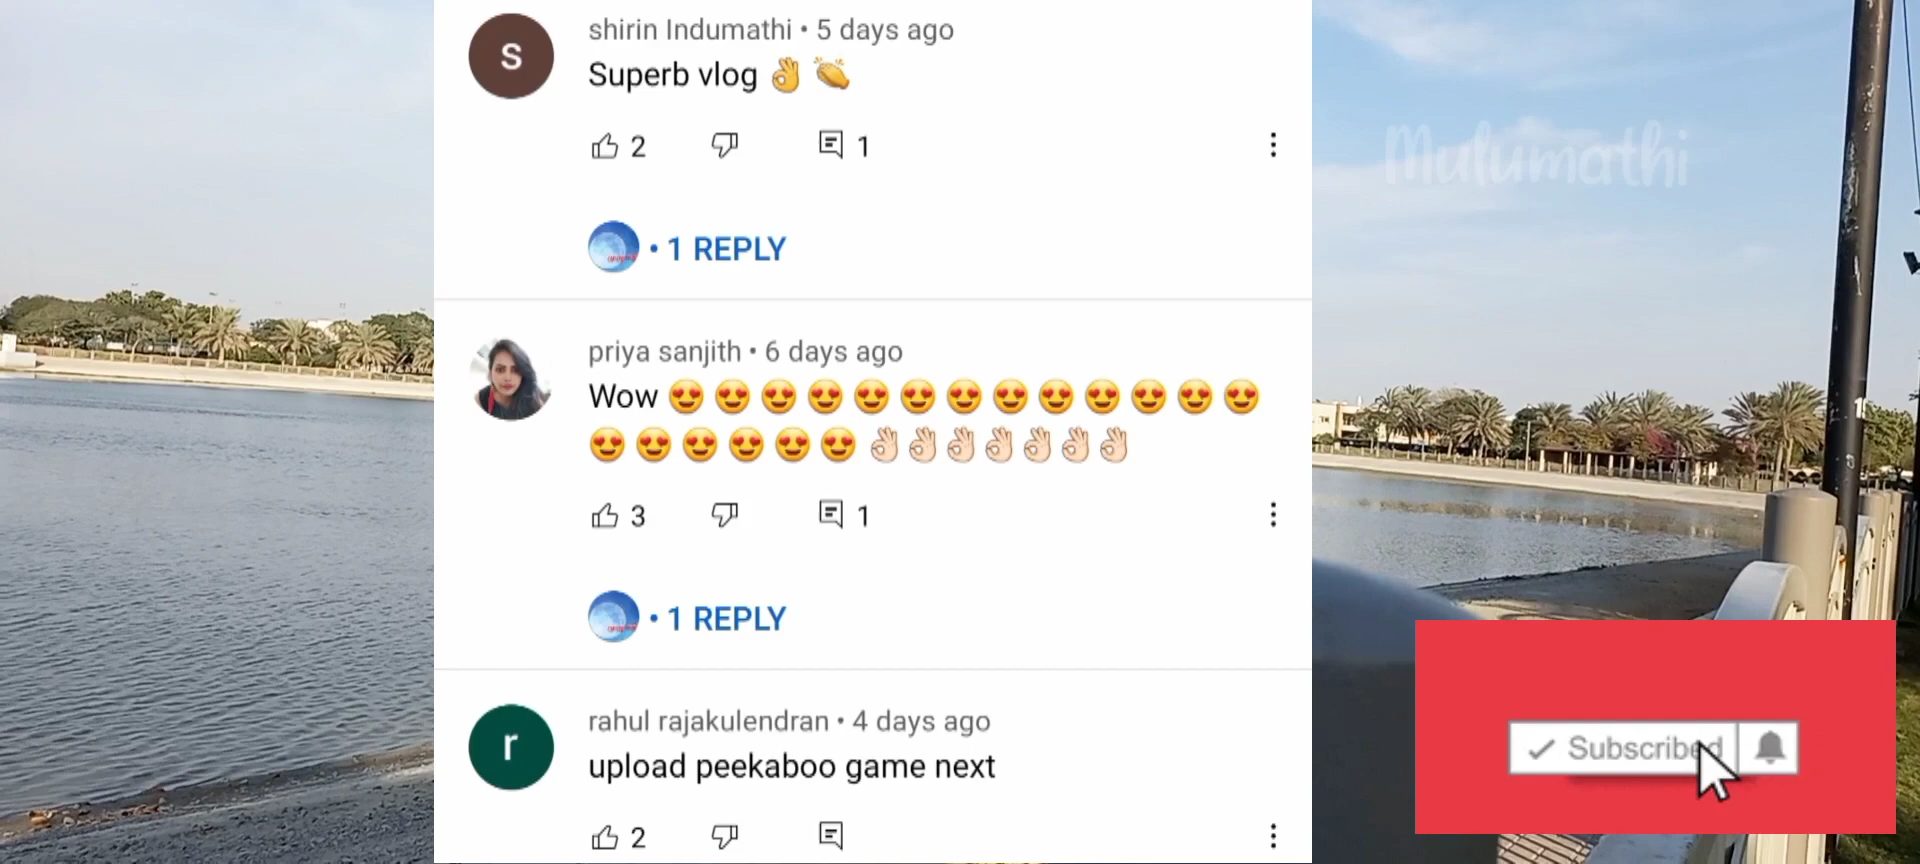 shirin Indumathi • 5 days ago
S
Superb vlog 👌 👏
2
1
• 1 REPLY
Mulumathi
priya sanjith • 6 days ago
Wow 😍 😍 😍 😍 😍 😍 😍 😍 😍 😍 😍 😍 😍
😍 😍 😍 😍 😍 😍 👌🏻👌🏻👌🏻👌🏻👌🏻👌🏻👌🏻
3
1
• 1 REPLY
rahul rajakulendran • 4 days ago
r
upload peekaboo game next
2
Subscribed